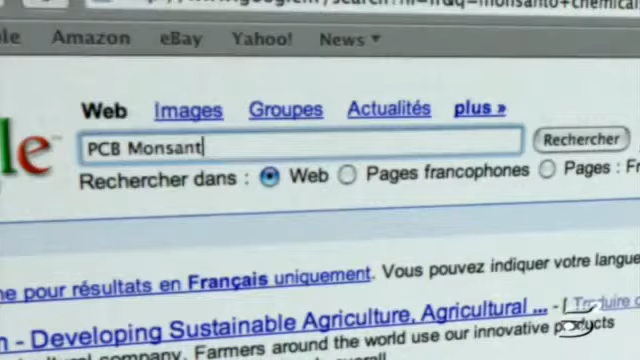 Amazon eBay Yahoo! News ▾
Web Images Groupes Actualités plus »
PCB Monsant
Rechercher
Rechercher dans : Web Pages francophones Pages :
pour résultats en Français uniquement. Vous pouvez indiquer votre
- Developing Sustainable Agriculture, Agricultural ... - [
company. Farmers around the world use our innovative products